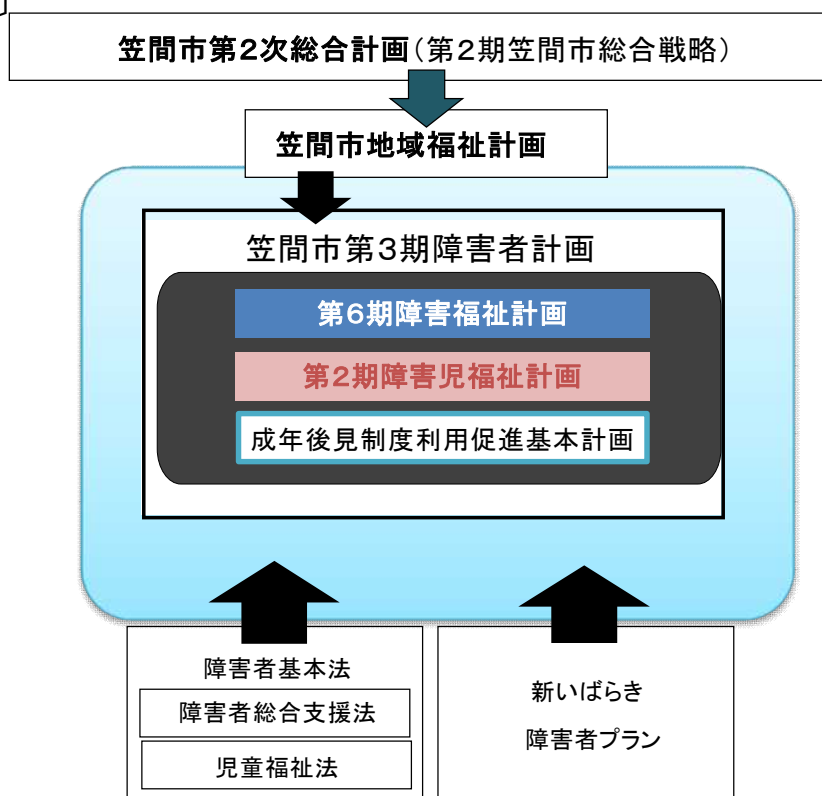 笠間市第2次総合計画(第2期笠間市総合戦略)
笠間市地域福祉計画
笠間市第3期障害者計画
第6期障害福祉計画
第2期障害児福祉計画
成年後見制度利用促進基本計画
障害者基本法
障害者総合支援法
児童福祉法
新いばらき
障害者プラン